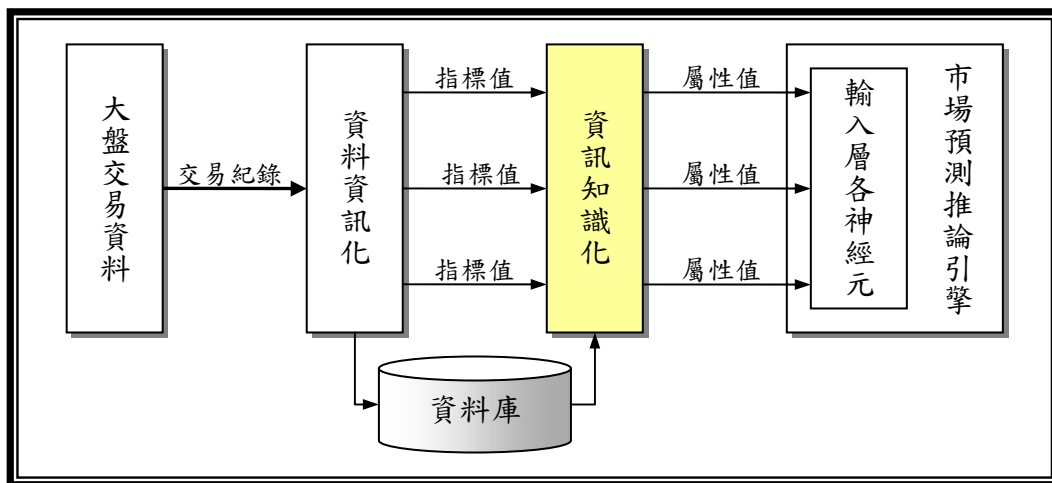 大盤交易資料
交易紀錄
資料資訊化
指標值
指標值
指標值
資訊知識化
屬性值
屬性值
屬性值
輸入層各神經元
市場預測推論引擎
資料庫